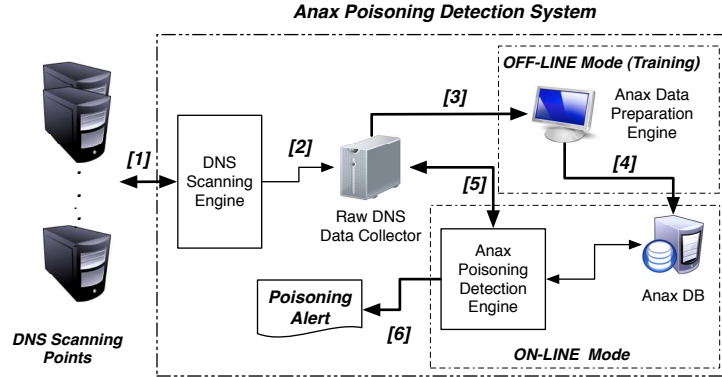 Anax Poisoning Detection System
OFF-LINE Mode (Training)
[3]
Anax Data
Preparation
Engine
[1]
DNS
Scanning
Engine
[2]
[4]
[5]
Raw DNS
Data Collector
Anax
Poisoning
Detection
Engine
Anax DB
Poisoning
Alert
[6]
DNS Scanning
Points
ON-LINE Mode